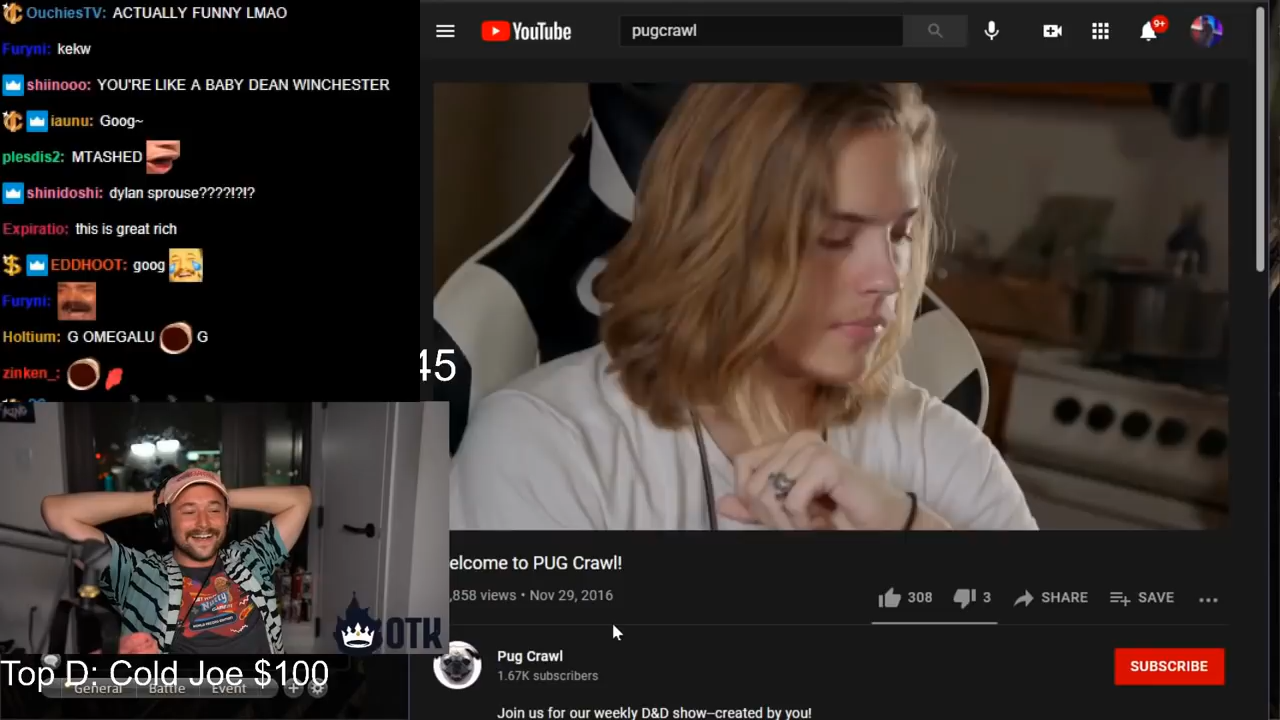 OuchiesTV: ACTUALLY FUNNY LMAO
Furyni: kekw
shiinooo: YOU'RE LIKE A BABY DEAN WINCHESTER
iaunu: Goog~
plesdis2: MTASHED
shinidoshi: dylan sprouse????!?!?
Expiratio: this is great rich
EDDHOOT: goog
Furyni:
Holtium: G OMEGALU G
zinken_:
45
OTK
Top D: Cold Joe $100
General Battle Event +
YouTube
pugcrawl
9+
elcome to PUG Crawl!
,858 views • Nov 29, 2016
308 3 SHARE SAVE ...
Pug Crawl
1.67K subscribers
SUBSCRIBE
Join us for our weekly D&D show--created by you!